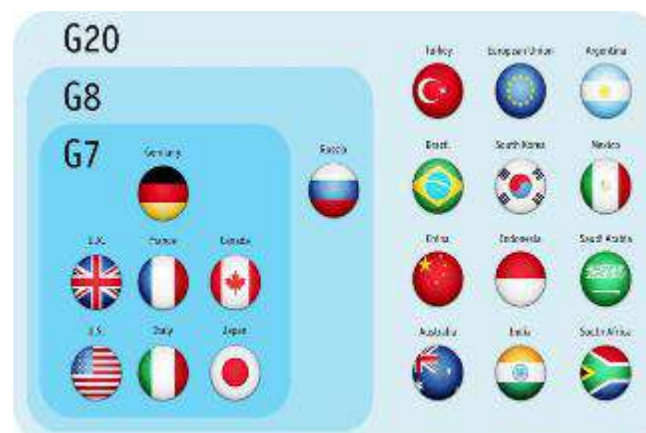 G20
Turkey
European Union
Argentina
G8
G7
Germany
Russia
Brazil
South Korea
Mexico
U.K.
France
Canada
China
Indonesia
Saudi Arabia
U.S.
Italy
Japan
Australia
India
South Africa